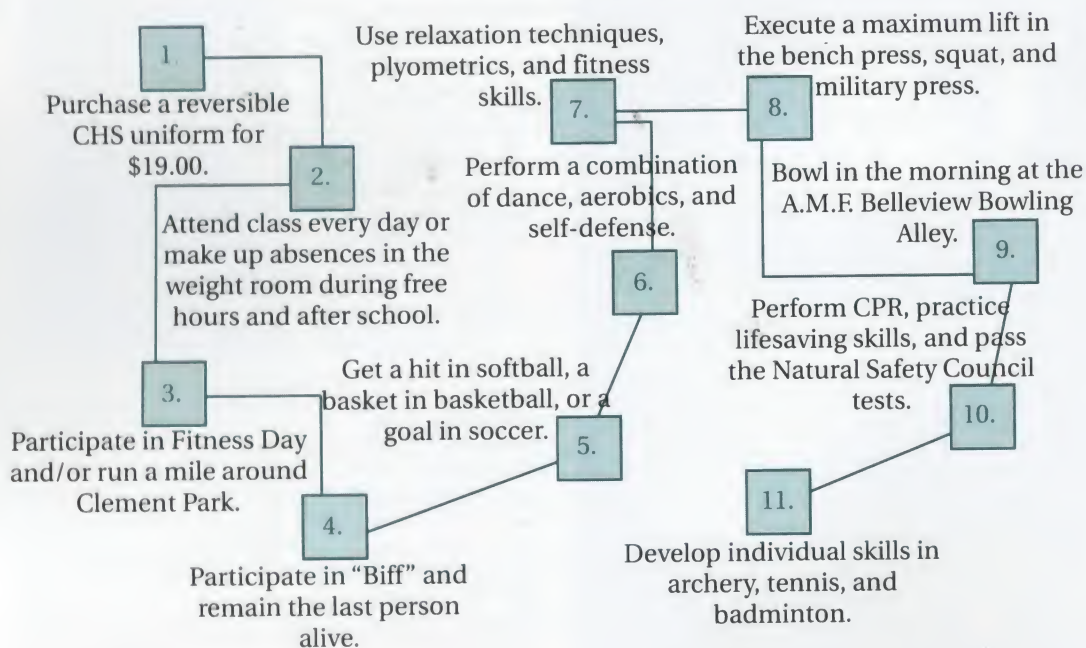 1.
Purchase a reversible
CHS uniform for
$19.00.
2.
Attend class every day or
make up absences in the
weight room during free
hours and after school.
3.
Participate in Fitness Day
and/or run a mile around
Clement Park.
4.
Participate in “Biff” and
remain the last person
alive.
Get a hit in softball, a
basket in basketball, or a
goal in soccer.
5.
Perform a combination
of dance, aerobics, and
self-defense.
6.
Use relaxation techniques,
plyometrics, and fitness
skills.
7.
Execute a maximum lift in
the bench press, squat, and
military press.
8.
Bowl in the morning at the
A.M.F. Belleview Bowling
Alley.
9.
Perform CPR, practice
lifesaving skills, and pass
the Natural Safety Council
tests.
10.
11.
Develop individual skills in
archery, tennis, and
badminton.